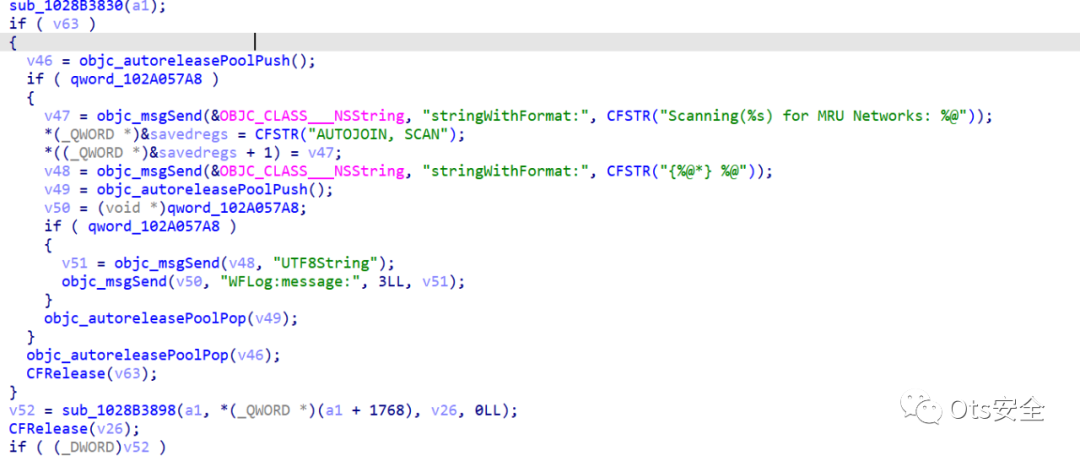 sub_1028B3830(a1);
if ( v63 )
{
v46 = objc_autoreleasePoolPush();
if ( qword_102A057A8 )
{
v47 = objc_msgSend(&OBJC_CLASS___NSString, "stringWithFormat:", CFSTR("Scanning(%s) for MRU Networks: %@"));
*(_QWORD *)&savedregs = CFSTR("AUTOJOIN, SCAN");
*((_QWORD *)&savedregs + 1) = v47;
v48 = objc_msgSend(&OBJC_CLASS___NSString, "stringWithFormat:", CFSTR("{%@*} %@"));
v49 = objc_autoreleasePoolPush();
v50 = (void *)qword_102A057A8;
if ( qword_102A057A8 )
{
v51 = objc_msgSend(v48, "UTF8String");
objc_msgSend(v50, "WFLog:message:", 3LL, v51);
}
objc_autoreleasePoolPop(v49);
}
objc_autoreleasePoolPop(v46);
CFRelease(v63);
}
v52 = sub_1028B3898(a1, *(_QWORD *)(a1 + 1768), v26, 0LL);
CFRelease(v26);
if ( (_DWORD)v52 )
Ots安全